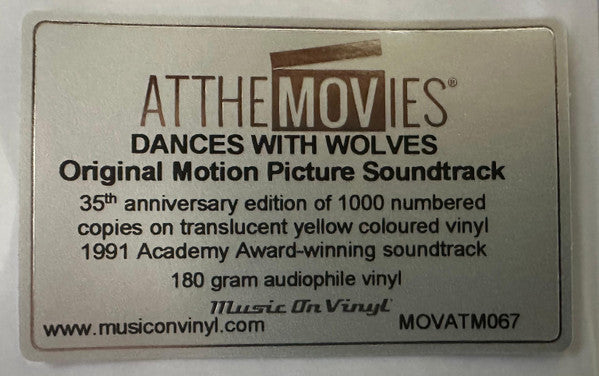 ATTHEMOVIES®
DANCES WITH WOLVES
Original Motion Picture Soundtrack
35th anniversary edition of 1000 numbered
copies on translucent yellow coloured vinyl
1991 Academy Award-winning soundtrack
180 gram audiophile vinyl
Music On Vinyl
www.musiconvinyl.com MOVATM067